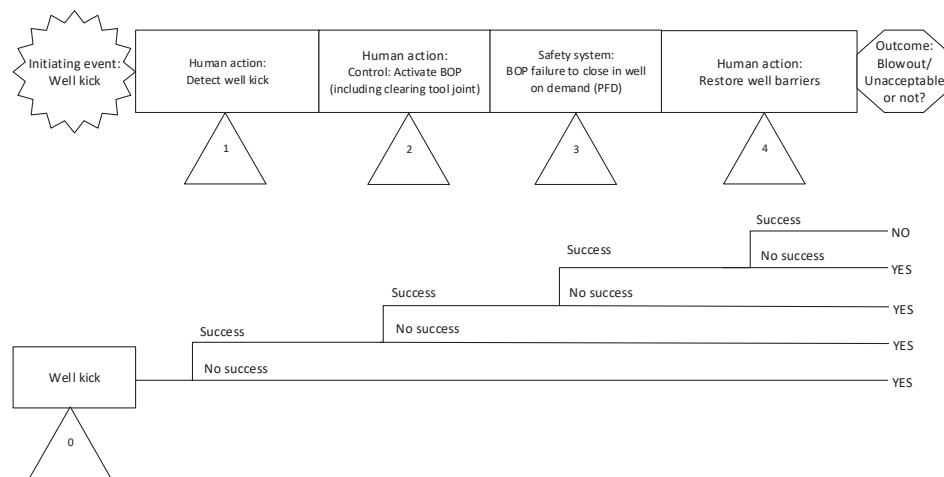 Initiating event:
Well kick
Human action:
Detect well kick
Human action:
Control: Activate BOP
(including clearing tool joint)
Safety system:
BOP failure to close in well
on demand (PFD)
Human action:
Restore well barriers
Outcome:
Blowout/
Unacceptable
or not?
1
2
3
4
Success
NO
Success
No success
YES
Success
No success
YES
Success
No success
YES
Well kick
No success
YES
0